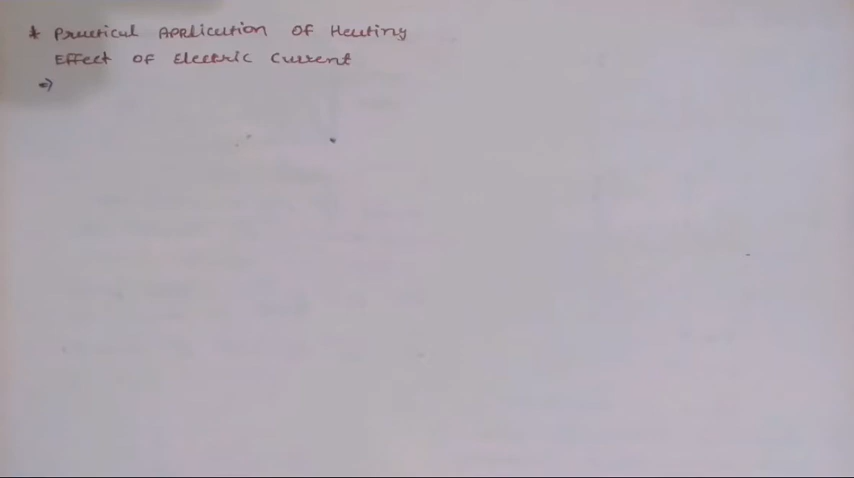 * Practical Application of Heating
Effect of Electric Current
⇒